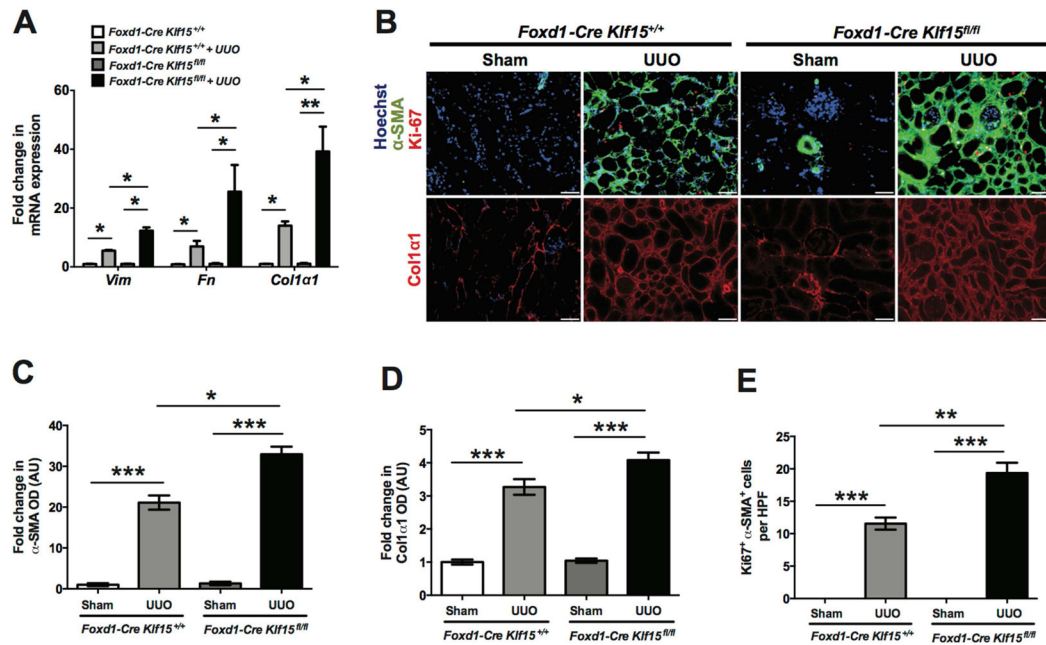 A
Foxd1-Cre Klf15+/+
Foxd1-Cre Klf15+/+ + UUO
Foxd1-Cre Klf15fl/fl
Foxd1-Cre Klf15fl/fl + UUO
Fold change in
mRNA expression
60
40
20
0
* * *
* * *
* * **
Vim Fn Col1α1
B
Foxd1-Cre Klf15+/+ Foxd1-Cre Klf15fl/fl
Sham UUO Sham UUO
Hoechst
α-SMA
Ki-67
Col1α1
C
Fold change in
α-SMA OD (AU)
40
30
20
10
0
*
*** ***
Sham UUO Sham UUO
Foxd1-Cre Klf15+/+ Foxd1-Cre Klf15fl/fl
D
Fold change in
Col1α1 OD (AU)
5
4
3
2
1
0
*
*** ***
Sham UUO Sham UUO
Foxd1-Cre Klf15+/+ Foxd1-Cre Klf15fl/fl
E
Ki67+ α-SMA+ cells
per HPF
25
20
15
10
5
0
**
*** ***
Sham UUO Sham UUO
Foxd1-Cre Klf15+/+ Foxd1-Cre Klf15fl/fl